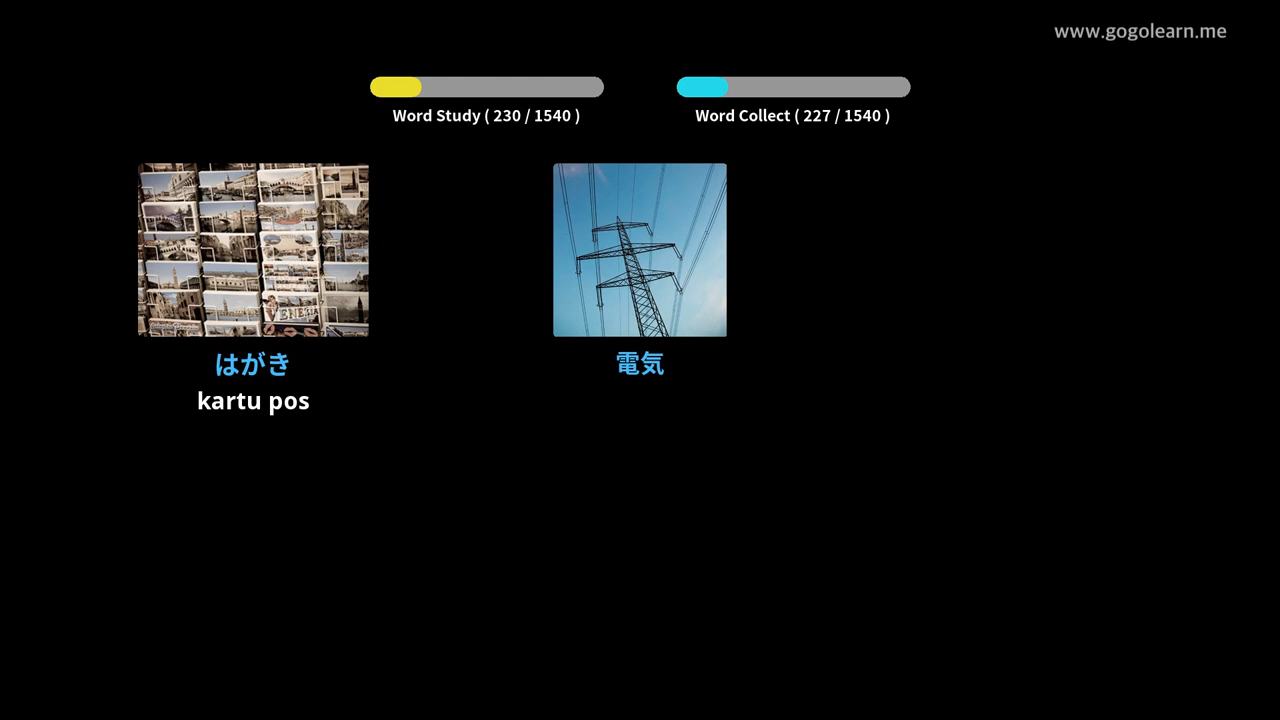 www.gogolearn.me
Word Study ( 230 / 1540 )
Word Collect ( 227 / 1540 )
はがき
kartu pos
電気